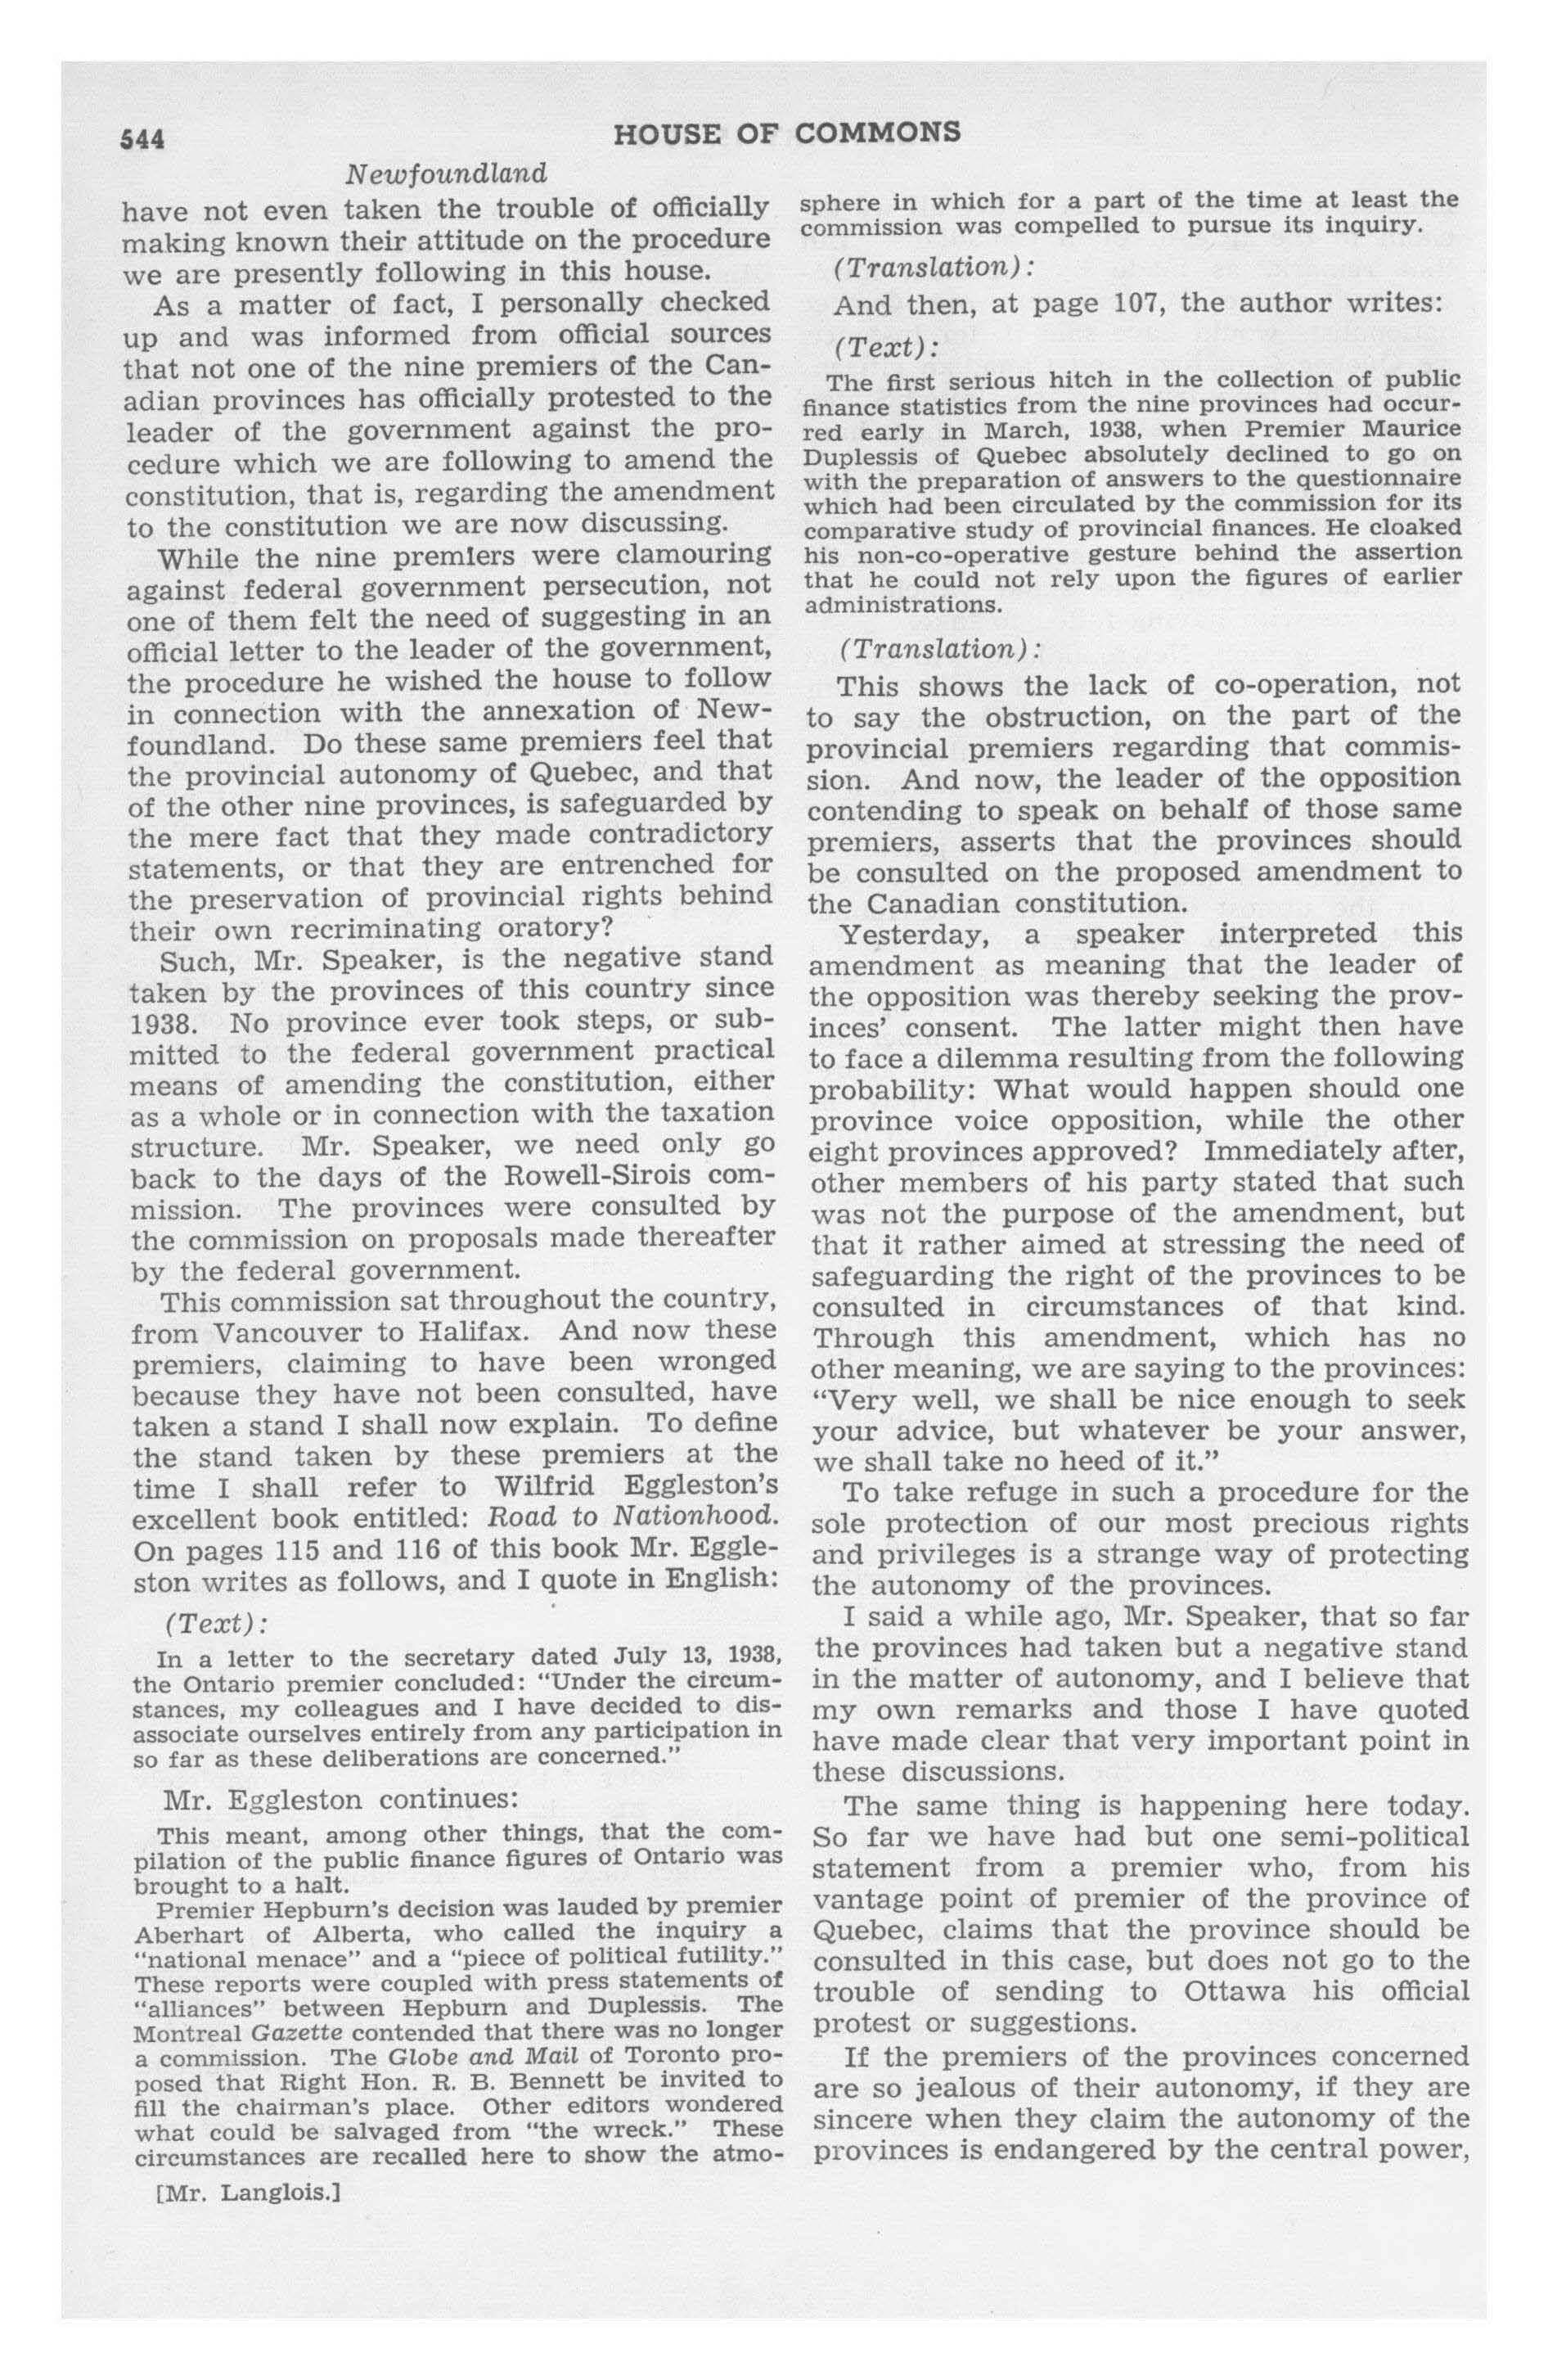 544
HOUSE OF COMMONS
Newfoundland
have not even taken the trouble of officially
making known their attitude on the procedure
we are presently following in this house.
As a matter of fact, I personally checked
up and was informed from official sources
that not one of the nine premiers of the Can-
adian provinces has officially protested to the
leader of the government against the pro-
cedure which we are following to amend the
constitution, that is, regarding the amendment
to the constitution we are now discussing.
While the nine premiers were clamouring
against federal government persecution, not
one of them felt the need of suggesting in an
official letter to the leader of the government,
the procedure he wished the house to follow
in connection with the annexation of New-
foundland. Do these same premiers feel that
the provincial autonomy of Quebec, and that
of the other nine provinces, is safeguarded by
the mere fact that they made contradictory
statements, or that they are entrenched for
the preservation of provincial rights behind
their own recriminating oratory?
Such, Mr. Speaker, is the negative stand
taken by the provinces of this country since
1938. No province ever took steps, or sub-
mitted to the federal government practical
means of amending the constitution, either
as a whole or in connection with the taxation
structure. Mr. Speaker, we need only go
back to the days of the Rowell-Sirois com-
mission. The provinces were consulted by
the commission on proposals made thereafter
by the federal government.
This commission sat throughout the country,
from Vancouver to Halifax. And now these
premiers, claiming to have been wronged
because they have not been consulted, have
taken a stand I shall now explain. To define
the stand taken by these premiers at the
time I shall refer to Wilfrid Eggleston's
excellent book entitled: Road to Nationhood.
On pages 115 and 116 of this book Mr. Eggle-
ston writes as follows, and I quote in English:
(Text):
In a letter to the secretary dated July 13, 1938,
the Ontario premier concluded: "Under the circum-
stances, my colleagues and I have decided to dis-
associate ourselves entirely from any participation in
so far as these deliberations are concerned."
Mr. Eggleston continues:
This meant, among other things, that the com-
pilation of the public finance figures of Ontario was
brought to a halt.
Premier Hepburn's decision was lauded by premier
Aberhart of Alberta, who called the inquiry a
"national menace" and a "piece of political futility."
These reports were coupled with press statements of
"alliances" between Hepburn and Duplessis. The
Montreal Gazette contended that there was no longer
a commission. The Globe and Mail of Toronto pro-
posed that Right Hon. R. B. Bennett be invited to
fill the chairman's place. Other editors wondered
what could be salvaged from "the wreck." These
circumstances are recalled here to show the atmo-
[Mr. Langlois.]
sphere in which for a part of the time at least the
commission was compelled to pursue its inquiry.
(Translation):
And then, at page 107, the author writes:
(Text):
The first serious hitch in the collection of public
finance statistics from the nine provinces had occur-
red early in March, 1938, when Premier Maurice
Duplessis of Quebec absolutely declined to go on
with the preparation of answers to the questionnaire
which had been circulated by the commission for its
comparative study of provincial finances. He cloaked
his non-co-operative gesture behind the assertion
that he could not rely upon the figures of earlier
administrations.
(Translation):
This shows the lack of co-operation, not
to say the obstruction, on the part of the
provincial premiers regarding that commis-
sion. And now, the leader of the opposition
contending to speak on behalf of those same
premiers, asserts that the provinces should
be consulted on the proposed amendment to
the Canadian constitution.
Yesterday, a speaker interpreted this
amendment as meaning that the leader of
the opposition was thereby seeking the prov-
inces' consent. The latter might then have
to face a dilemma resulting from the following
probability: What would happen should one
province voice opposition, while the other
eight provinces approved? Immediately after,
other members of his party stated that such
was not the purpose of the amendment, but
that it rather aimed at stressing the need of
safeguarding the right of the provinces to be
consulted in circumstances of that kind.
Through this amendment, which has no
other meaning, we are saying to the provinces:
"Very well, we shall be nice enough to seek
your advice, but whatever be your answer,
we shall take no heed of it."
To take refuge in such a procedure for the
sole protection of our most precious rights
and privileges is a strange way of protecting
the autonomy of the provinces.
I said a while ago, Mr. Speaker, that so far
the provinces had taken but a negative stand
in the matter of autonomy, and I believe that
my own remarks and those I have quoted
have made clear that very important point in
these discussions.
The same thing is happening here today.
So far we have had but one semi-political
statement from a premier who, from his
vantage point of premier of the province of
Quebec, claims that the province should be
consulted in this case, but does not go to the
trouble of sending to Ottawa his official
protest or suggestions.
If the premiers of the provinces concerned
are so jealous of their autonomy, if they are
sincere when they claim the autonomy of the
provinces is endangered by the central power,